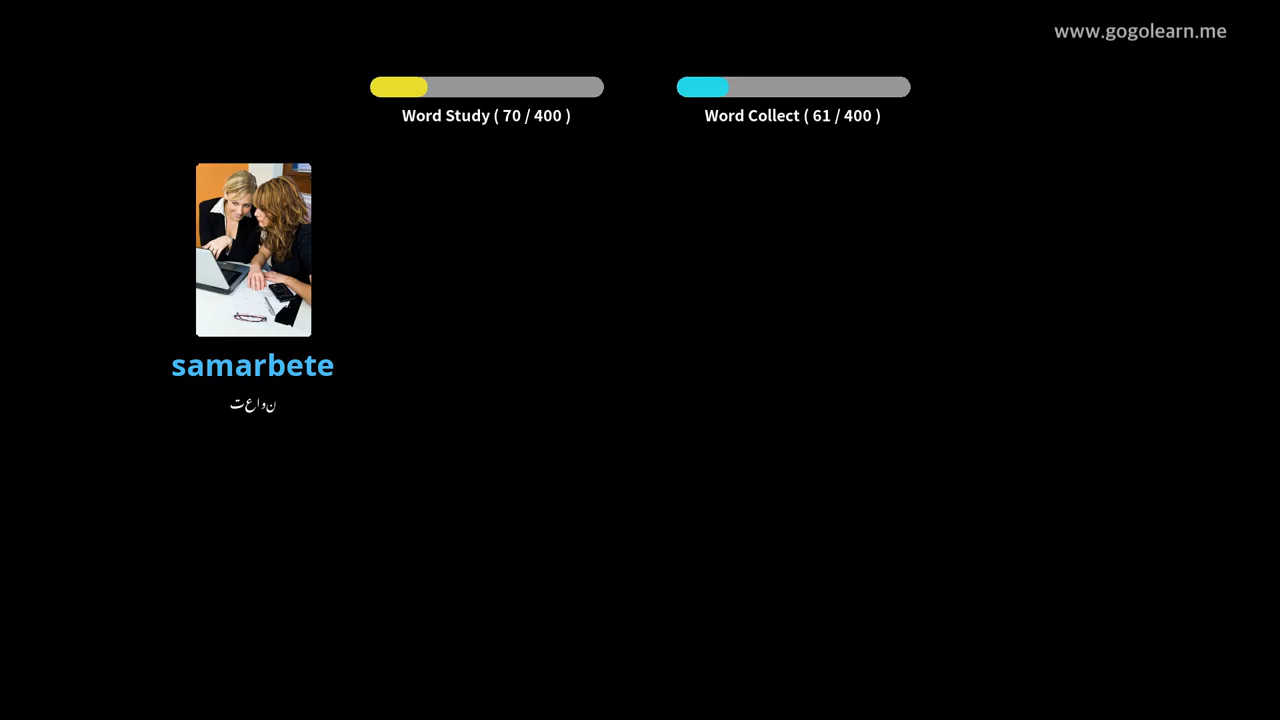 www.gogolearn.me
Word Study ( 70 / 400 )
Word Collect ( 61 / 400 )
samarbete
تعاون